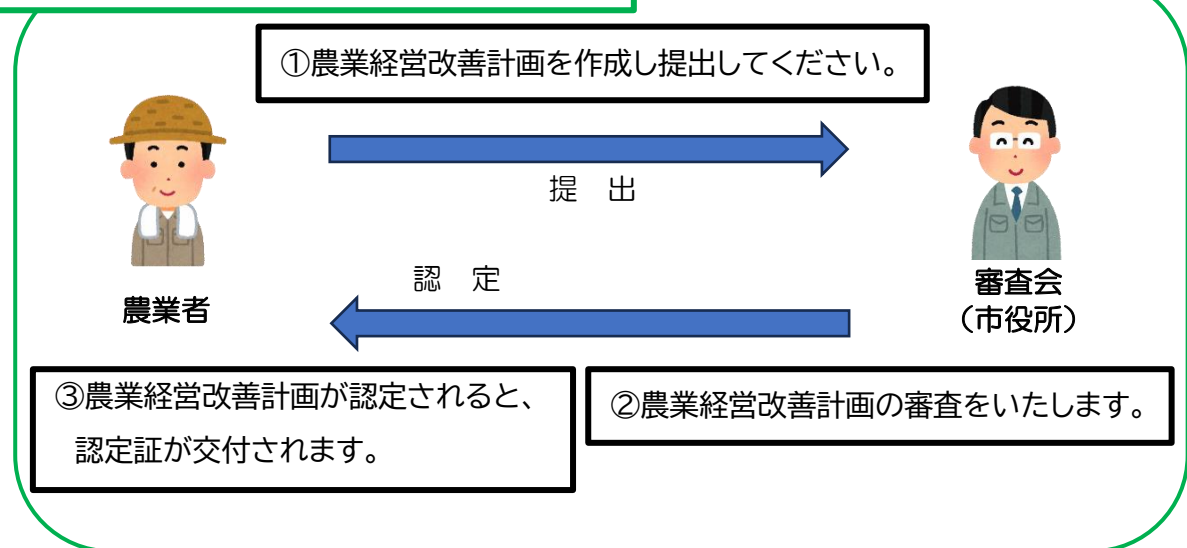 ①農業経営改善計画を作成し提出してください。
提　出
認　定
農業者
審査会
（市役所）
③農業経営改善計画が認定されると、
認定証が交付されます。
②農業経営改善計画の審査をいたします。